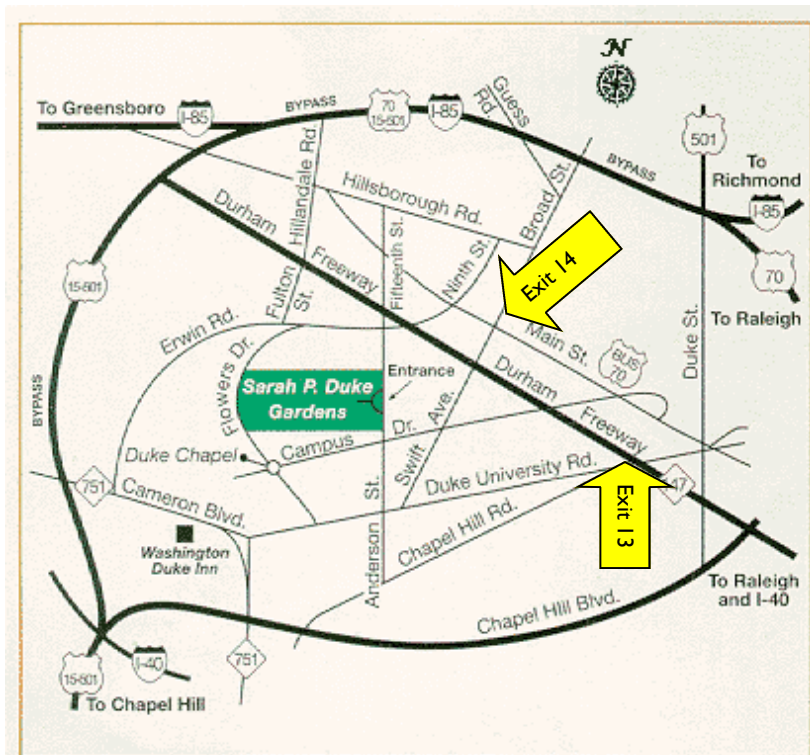 N
To Greensboro
I-85
BYPASS
70
15-501
I-85
Guess
Rd.
BYPASS
501
To
Richmond
I-85
70
To Raleigh
Hillandale Rd.
Hillsborough Rd.
Broad St.
Durham
Freeway
Fifteenth St.
Ninth St.
Exit 14
15-501
Fulton
St.
Erwin Rd.
Main St.
BUS
70
Duke St.
BYPASS
Flowers Dr.
Sarah P. Duke
Gardens
Entrance
Durham
Freeway
Swift Ave.
Duke Chapel
Campus Dr.
751
Cameron Blvd.
Duke University Rd.
Exit 13
47
Washington
Duke Inn
Anderson St.
Chapel Hill Rd.
Chapel Hill Blvd.
To Raleigh
and I-40
I-40
751
15-501
To Chapel Hill